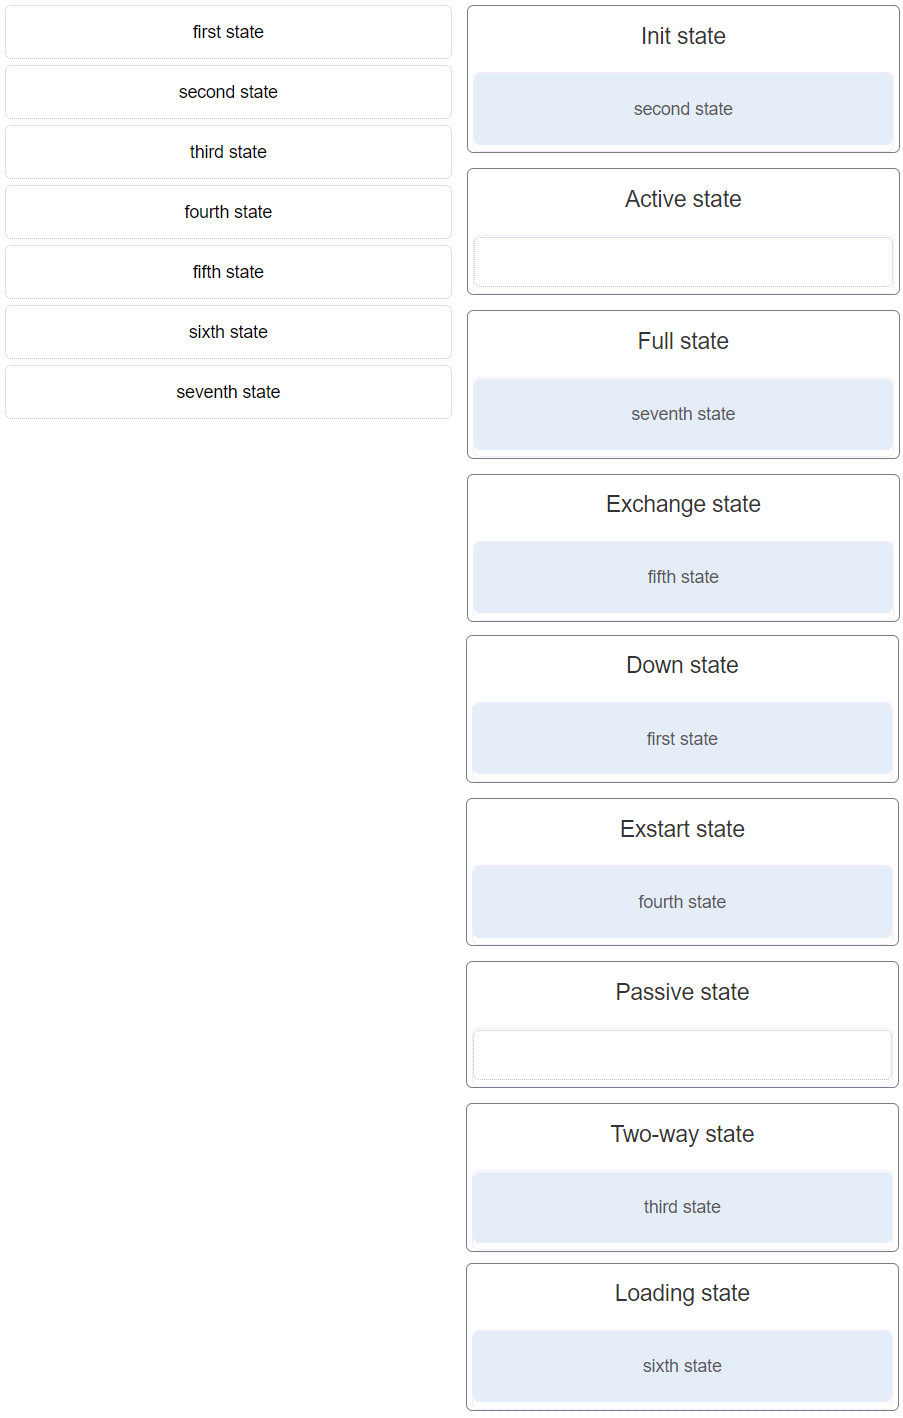 first state
second state
third state
fourth state
fifth state
sixth state
seventh state
Init state
second state
Active state
Full state
seventh state
Exchange state
fifth state
Down state
first state
Exstart state
fourth state
Passive state
Two-way state
third state
Loading state
sixth state